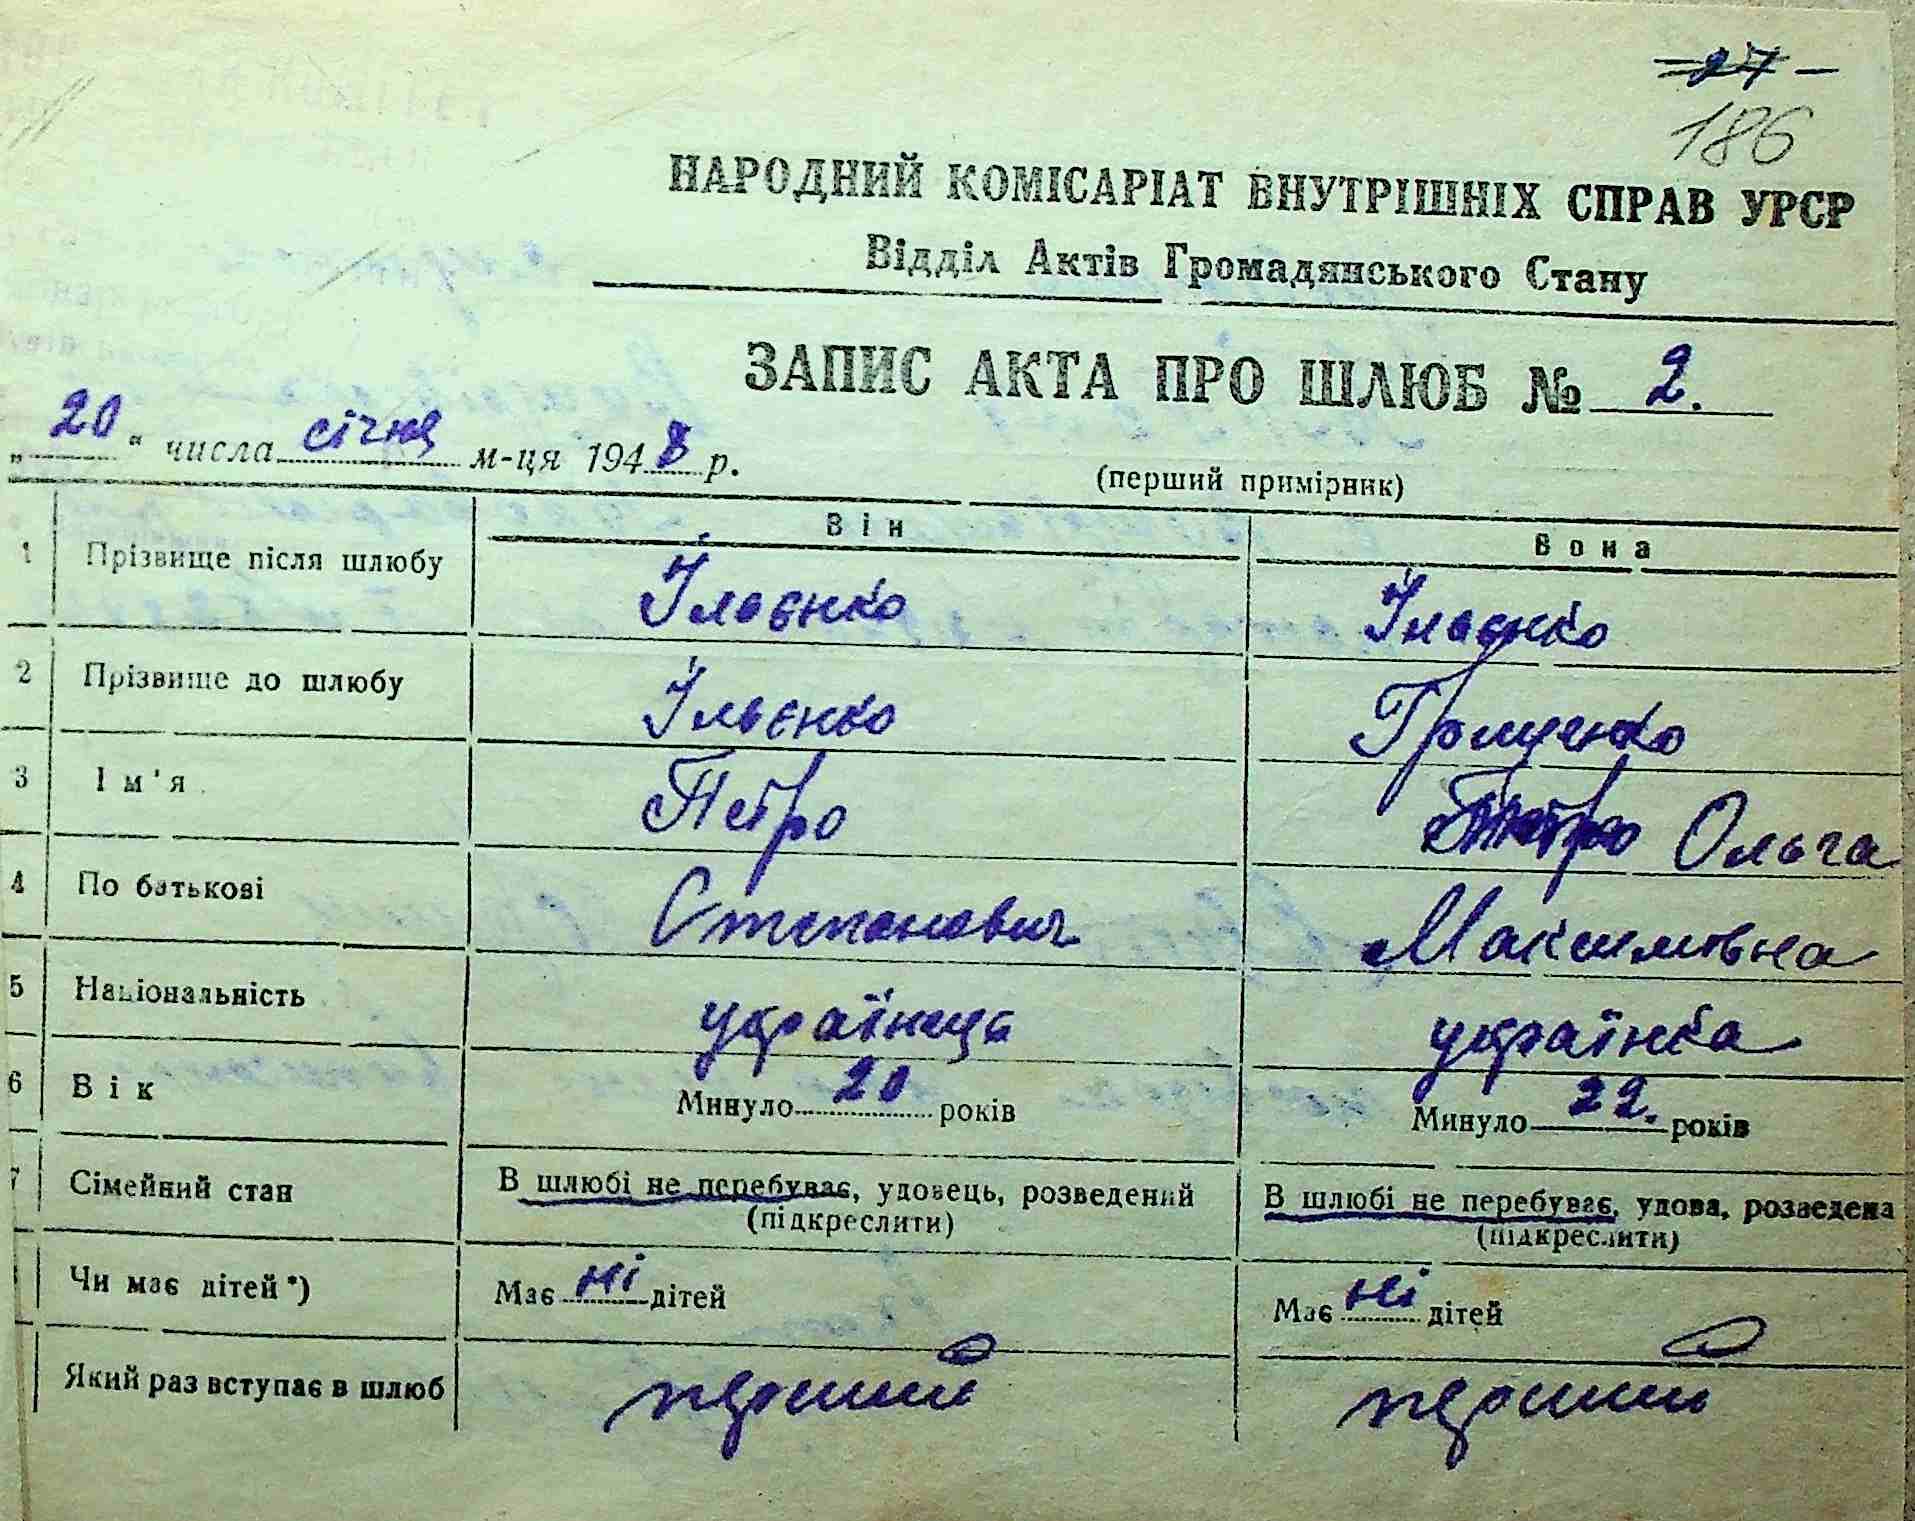 27 -
186
НАРОДНИЙ КОМІСАРІАТ ВНУТРІШНІХ СПРАВ УРСР
Відділ Актів Громадянського Стану
ЗАПИС АКТА ПРО ШЛЮБ № 2.
„20" числа січня м-ця 1948 р.
(перший примірник)
Він Вона
1 Прізвище після шлюбу Ільєнко Ільєнко
2 Прізвище до шлюбу Ільєнко Грищенко
3 Ім'я Петро Петро Ольга
4 По батькові Степанович Максимовна
5 Національність українець українка
6 Вік Минуло 20 років Минуло 22. років
7 Сімейний стан В шлюбі не перебуває, удовець, розведений В шлюбі не перебуває, удова, розведена
(підкреслити) (підкреслити)
Чи має дітей *) Має ні дітей Має ні дітей
Який раз вступає в шлюб перший перший